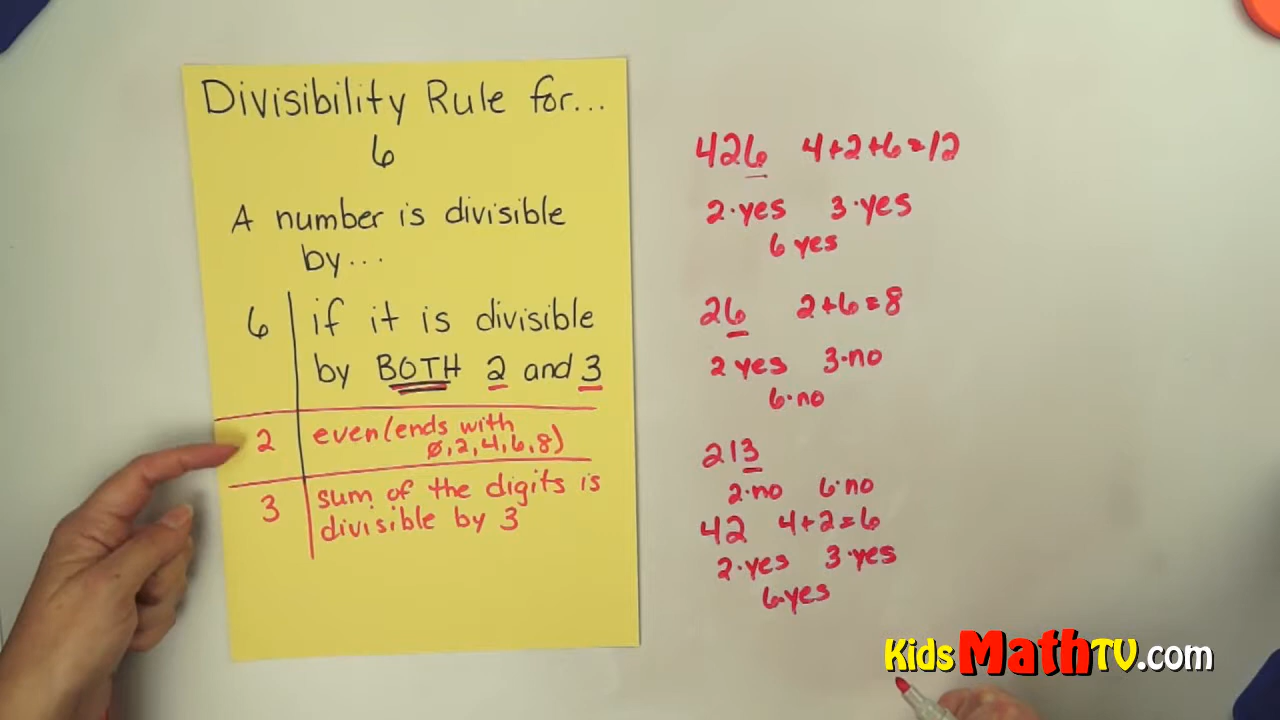 Divisibility Rule for...
6
A number is divisible
by...
6 if it is divisible
by BOTH 2 and 3
2 even (ends with
0,2,4,6,8)
3 sum of the digits is
divisible by 3
426 4+2+6=12
2·yes 3·yes
6 yes
26 2+6=8
2 yes 3·no
6·no
213
2·no 6·no
42 4+2=6
2·yes 3·yes
6·yes
KidsMathTV.com